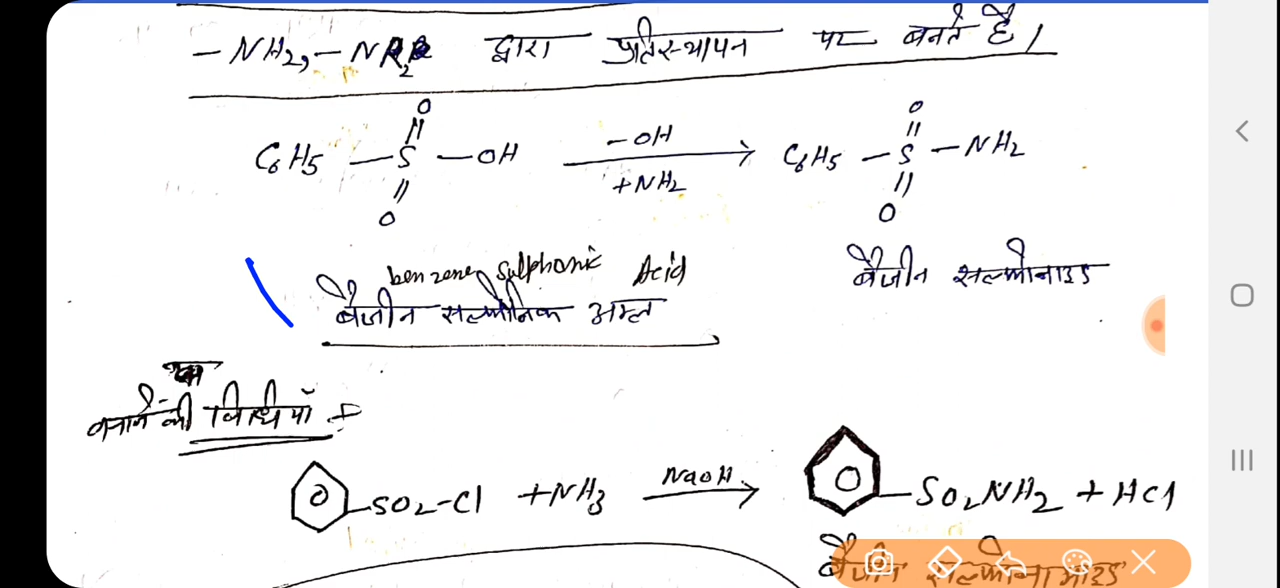 -NH2, -NR2 द्वारा प्रतिस्थापन पर बनते है।
O O
C6H5 - S - OH -OH +NH2 → C6H5 - S - NH2
O O
benzene sulphonic Acid
बेंजीन सल्फोनिक अम्ल बेंजीन सल्फोनाइड
बनाने की विधियाँ
SO2-Cl + NH3 NaOH → SO2NH2 + HCl
बेंजीन